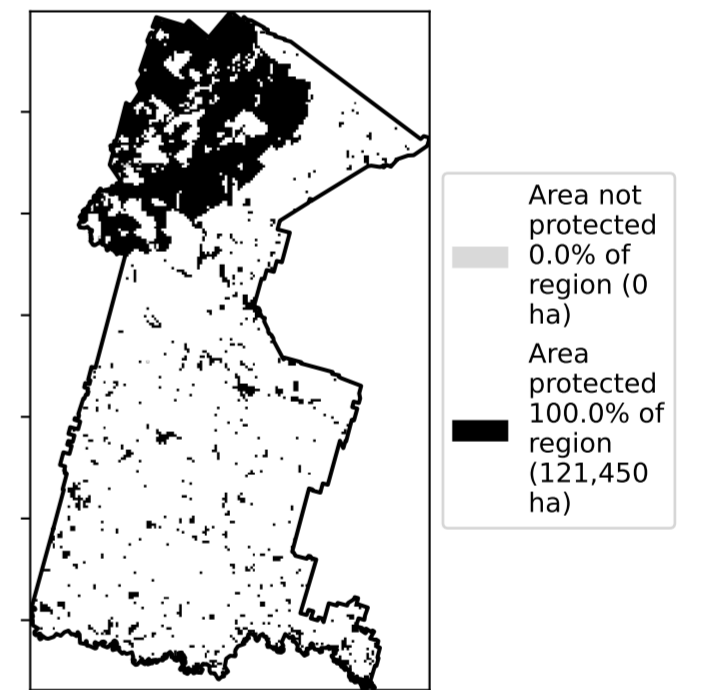 Area not
protected
0.0% of
region (0
ha)
Area
protected
100.0% of
region
(121,450
ha)